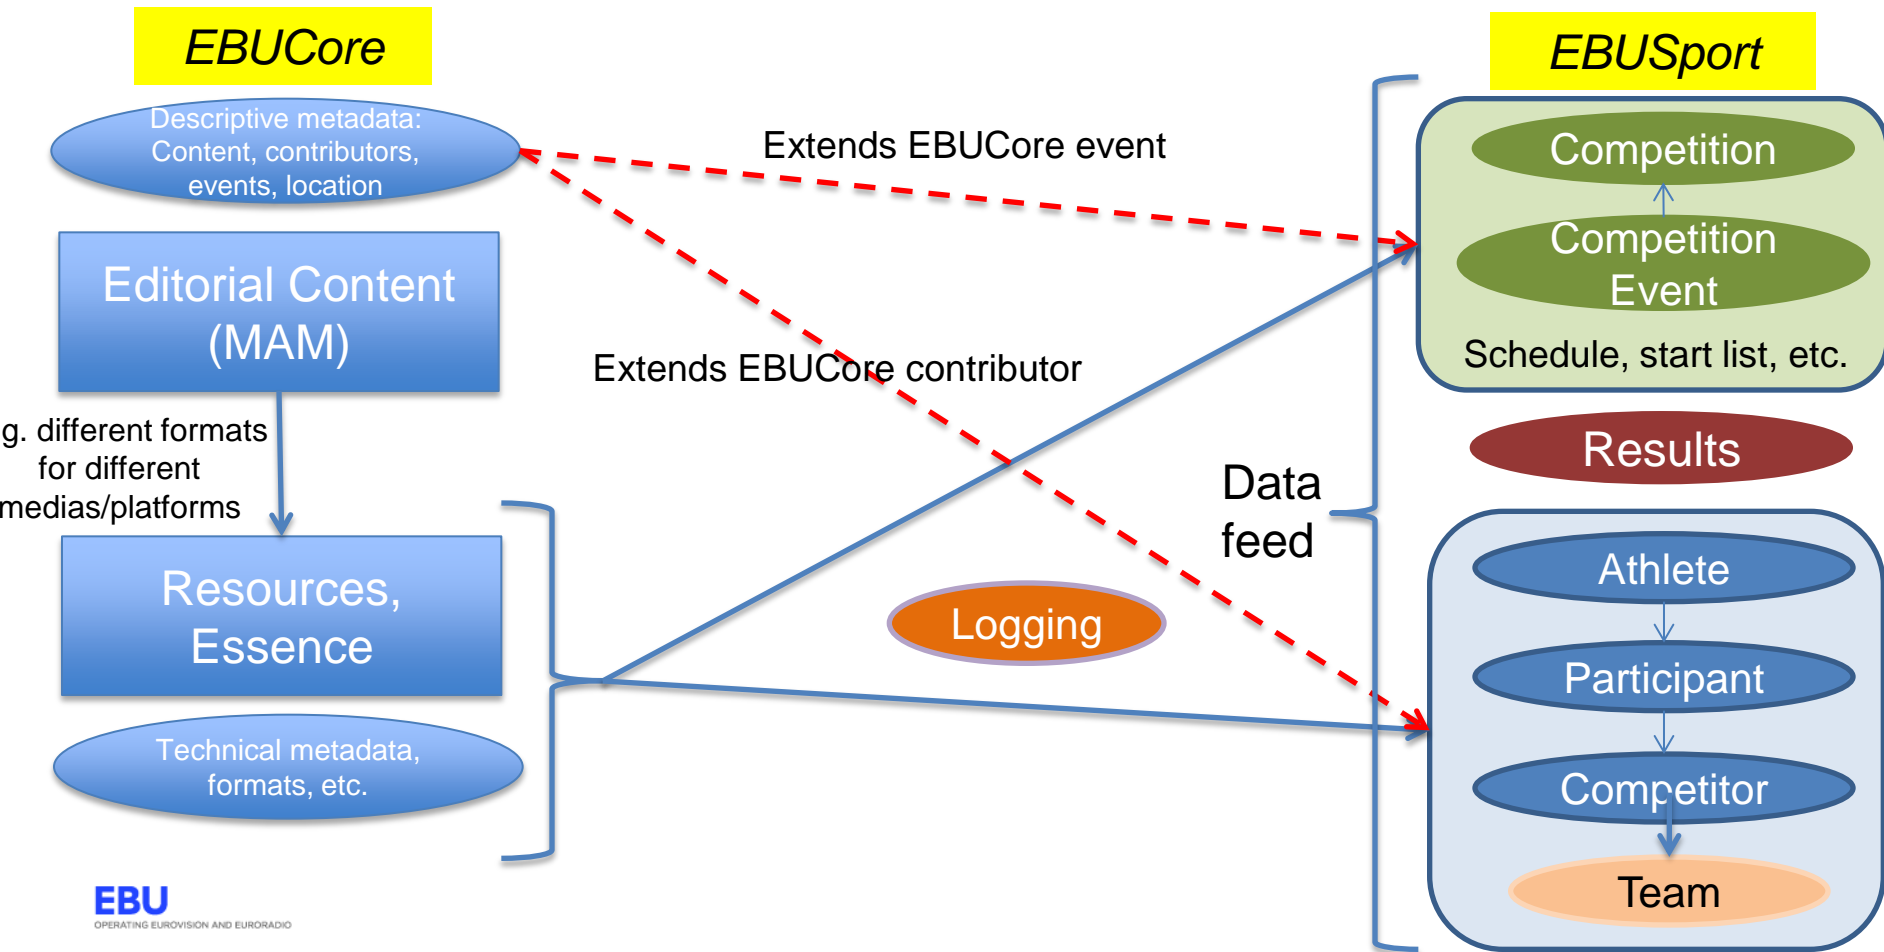 EBUCore
Descriptive metadata:
Content, contributors,
events, location
Editorial Content
(MAM)
g. different formats
for different
medias/platforms
Resources,
Essence
Technical metadata,
formats, etc.
EBU
OPERATING EUROVISION AND EURORADIO
Extends EBUCore event
Extends EBUCore contributor
Logging
Data
feed
EBUSport
Competition
Competition
Event
Schedule, start list, etc.
Results
Athlete
Participant
Competitor
Team